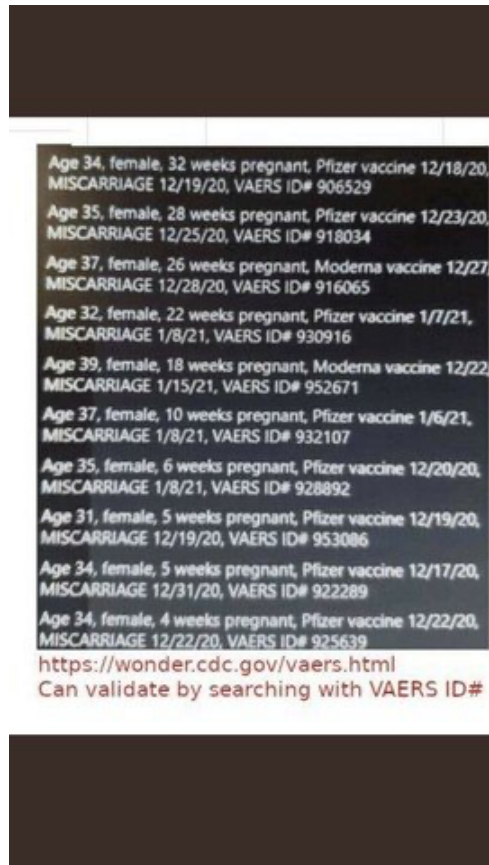 Age 34, female, 32 weeks pregnant, Pfizer vaccine 12/18/20,
MISCARRIAGE 12/19/20, VAERS ID# 906529
Age 35, female, 28 weeks pregnant, Pfizer vaccine 12/23/20,
MISCARRIAGE 12/25/20, VAERS ID# 918034
Age 37, female, 26 weeks pregnant, Moderna vaccine 12/27,
MISCARRIAGE 12/28/20, VAERS ID# 916065
Age 32, female, 22 weeks pregnant, Pfizer vaccine 1/7/21,
MISCARRIAGE 1/8/21, VAERS ID# 930916
Age 39, female, 18 weeks pregnant, Moderna vaccine 12/22,
MISCARRIAGE 1/15/21, VAERS ID# 952671
Age 37, female, 10 weeks pregnant, Pfizer vaccine 1/6/21,
MISCARRIAGE 1/8/21, VAERS ID# 932107
Age 35, female, 6 weeks pregnant, Pfizer vaccine 12/20/20,
MISCARRIAGE 1/8/21, VAERS ID# 928892
Age 31, female, 5 weeks pregnant, Pfizer vaccine 12/19/20,
MISCARRIAGE 12/19/20, VAERS ID# 953086
Age 34, female, 5 weeks pregnant, Pfizer vaccine 12/17/20,
MISCARRIAGE 12/31/20, VAERS ID# 922289
Age 34, female, 4 weeks pregnant, Pfizer vaccine 12/22/20,
MISCARRIAGE 12/22/20, VAERS ID# 925639
https://wonder.cdc.gov/vaers.html
Can validate by searching with VAERS ID#